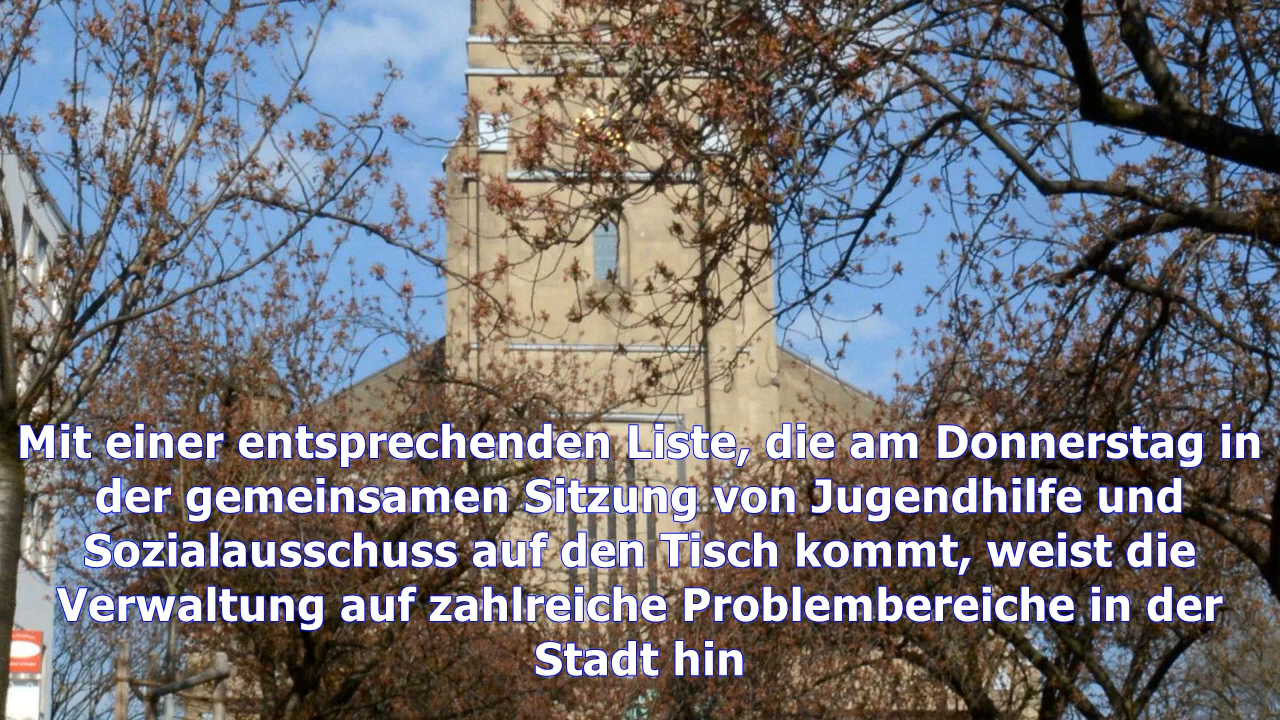 Mit einer entsprechenden Liste, die am Donnerstag in
der gemeinsamen Sitzung von Jugendhilfe und
Sozialausschuss auf den Tisch kommt, weist die
Verwaltung auf zahlreiche Problembereiche in der
Stadt hin